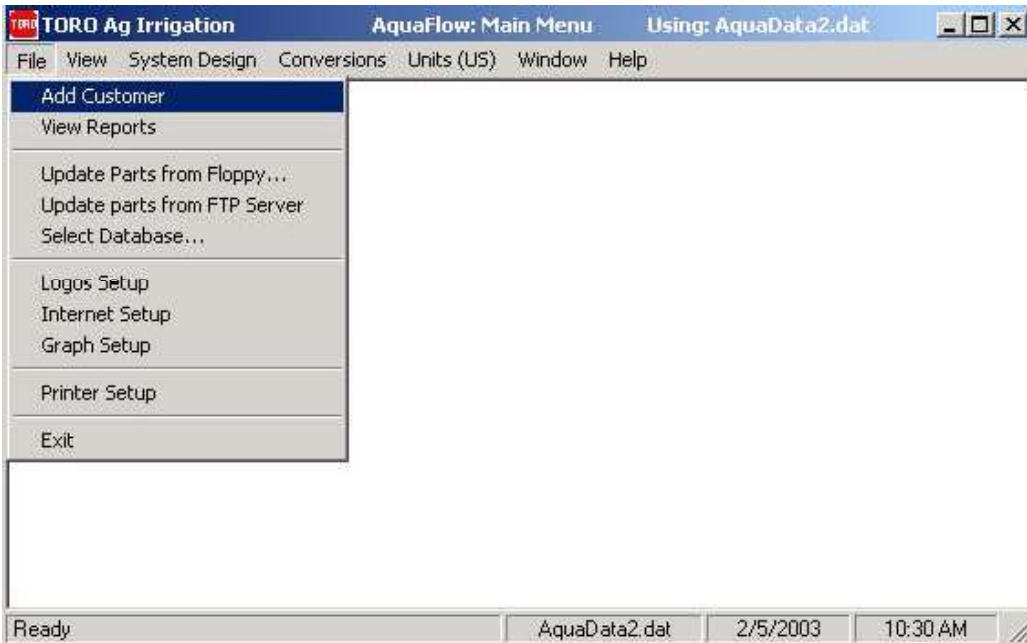 TORO TORO Ag Irrigation AquaFlow: Main Menu Using: AquaData2.dat
File View System Design Conversions Units (US) Window Help
Add Customer
View Reports
Update Parts from Floppy...
Update parts from FTP Server
Select Database...
Logos Setup
Internet Setup
Graph Setup
Printer Setup
Exit
Ready AquaData2.dat 2/5/2003 10:30 AM